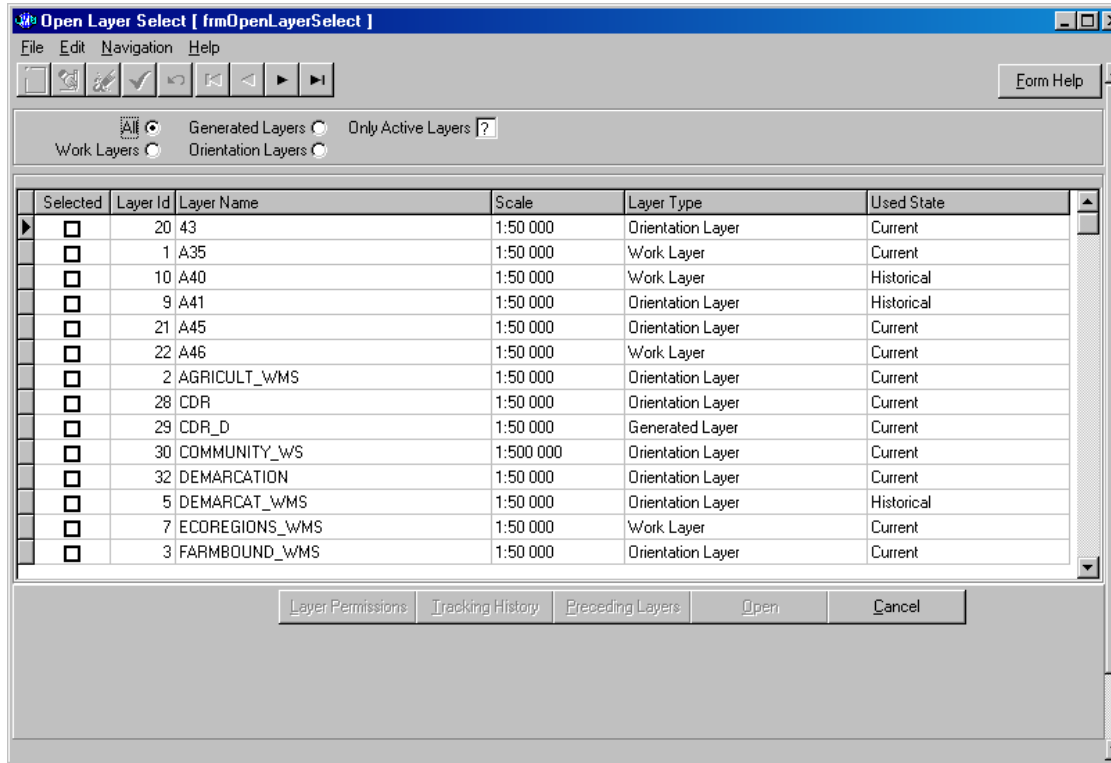 Open Layer Select [ frmOpenLayerSelect ]
File Edit Navigation Help
Form Help
All Generated Layers Only Active Layers ?
Work Layers Orientation Layers
Selected Layer Id Layer Name Scale Layer Type Used State
20 43 1:50 000 Orientation Layer Current
1 A35 1:50 000 Work Layer Current
10 A40 1:50 000 Work Layer Historical
9 A41 1:50 000 Orientation Layer Historical
21 A45 1:50 000 Orientation Layer Current
22 A46 1:50 000 Work Layer Current
2 AGRICULT_WMS 1:50 000 Orientation Layer Current
28 CDR 1:50 000 Orientation Layer Current
29 CDR_D 1:50 000 Generated Layer Current
30 COMMUNITY_WS 1:500 000 Orientation Layer Current
32 DEMARCATION 1:50 000 Orientation Layer Current
5 DEMARCAT_WMS 1:50 000 Orientation Layer Historical
7 ECOREGIONS_WMS 1:50 000 Work Layer Current
3 FARMBOUND_WMS 1:50 000 Orientation Layer Current
Layer Permissions Tracking History Preceding Layers Open Cancel